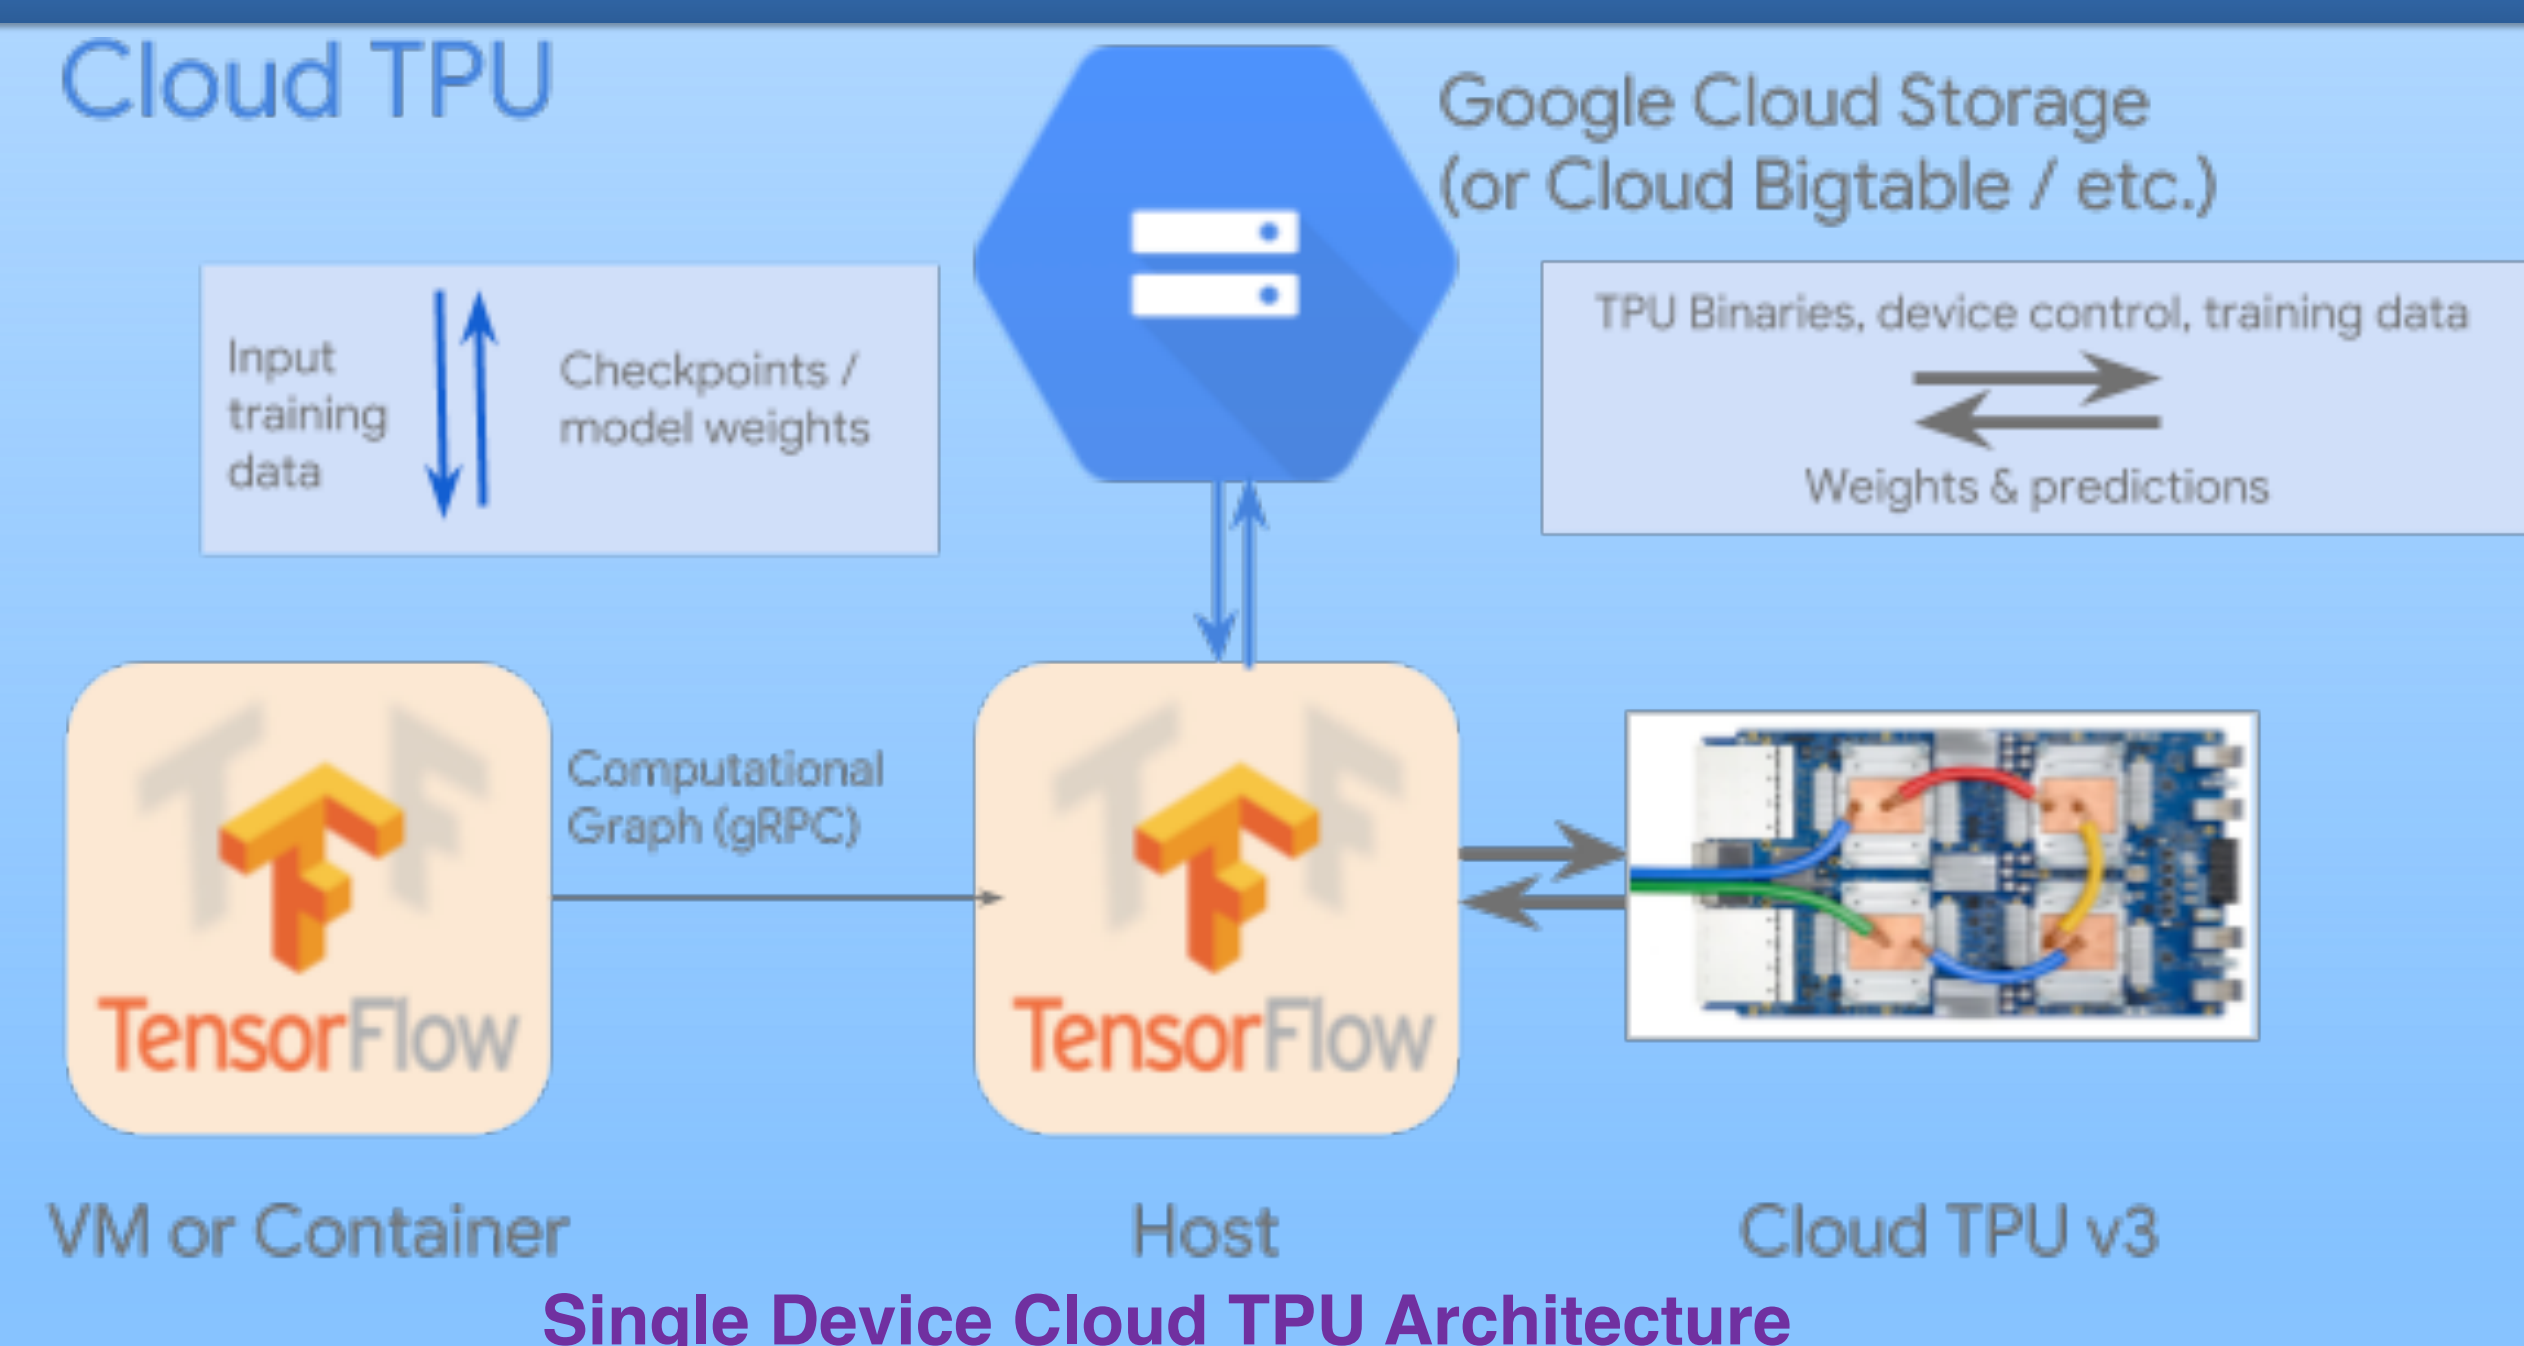 Cloud TPU
Google Cloud Storage
(or Cloud Bigtable / etc.)
Input
training
data
Checkpoints /
model weights
TPU Binaries, device control, training data
Weights & predictions
Computational
Graph (gRPC)
TensorFlow
TensorFlow
VM or Container
Host
Cloud TPU v3
Single Device Cloud TPU Architecture